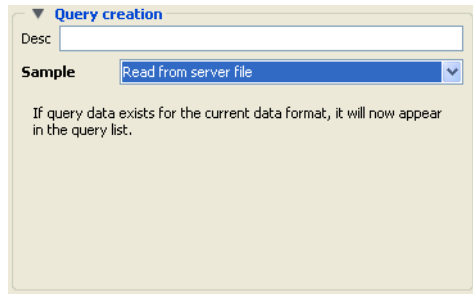 Query creation
Desc
Sample Read from server file
If query data exists for the current data format, it will now appear
in the query list.